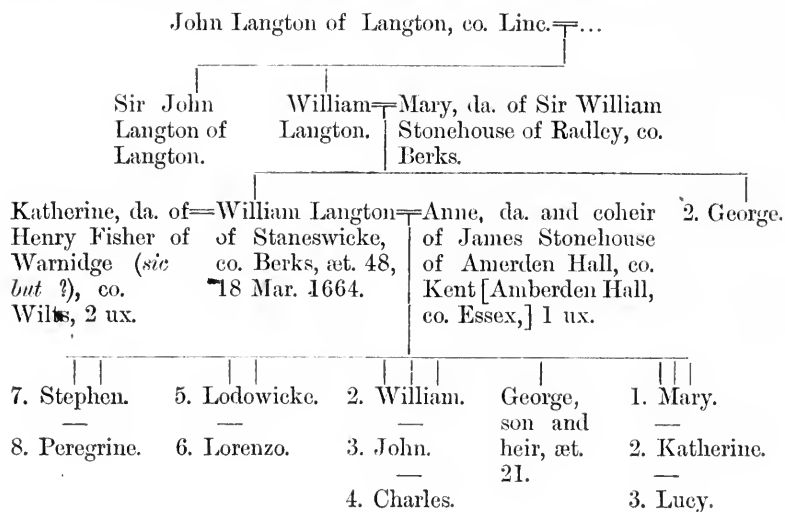 John Langton of Langton, co. Linc.=...
Sir John
Langton of
Langton.
William=Mary, da. of Sir William
Langton. Stonehouse of Radley, co.
Berks.
Katherine, da. of=William Langton=Anne, da. and coheir
Henry Fisher of
Warnidge (sic
but ?), co.
Wilts, 2 ux.
of Staneswicke,
co. Berks, æt. 48,
18 Mar. 1664.
of James Stonehouse
of Amerden Hall, co.
Kent [Amberden Hall,
co. Essex,] 1 ux.
2. George.
7. Stephen.
—
8. Peregrine.
5. Lodowicke.
—
6. Lorenzo.
2. William.
—
3. John.
—
4. Charles.
George,
son and
heir, æt.
21.
1. Mary.
—
2. Katherine.
—
3. Lucy.